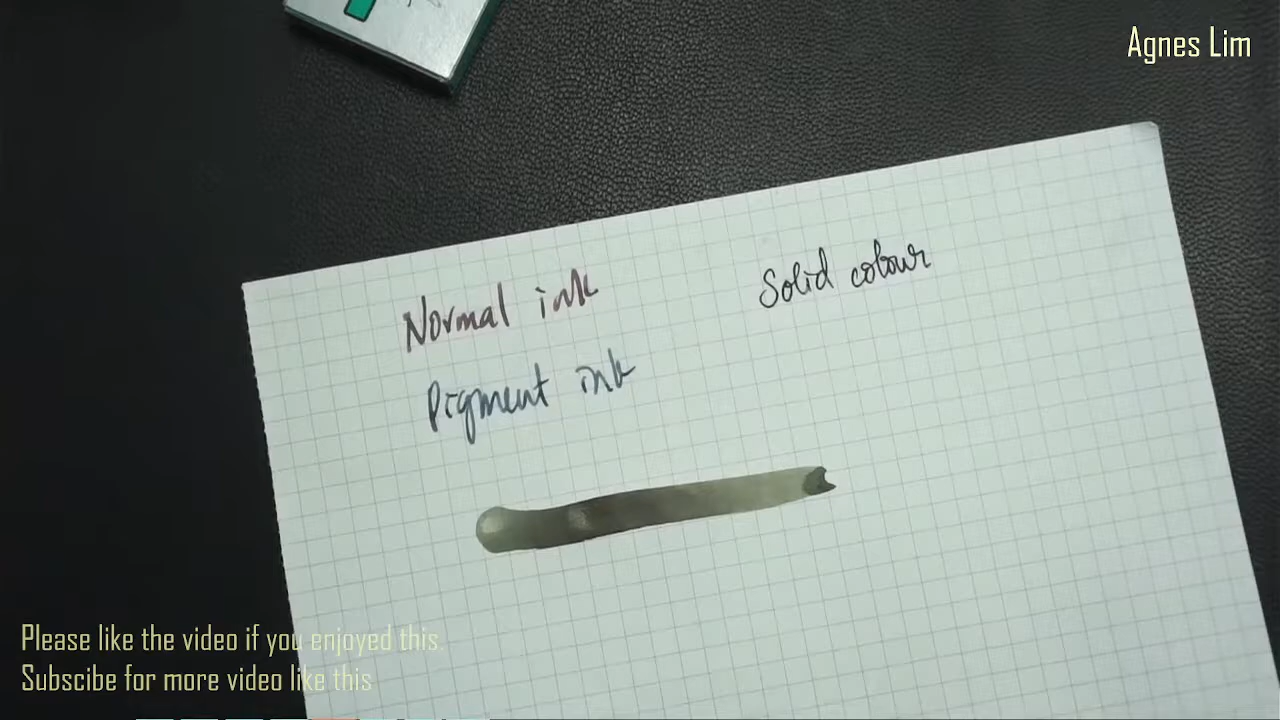 Agnes Lim
Normal ink
Solid colour
Pigment ink
Please like the video if you enjoyed this.
Subscibe for more video like this